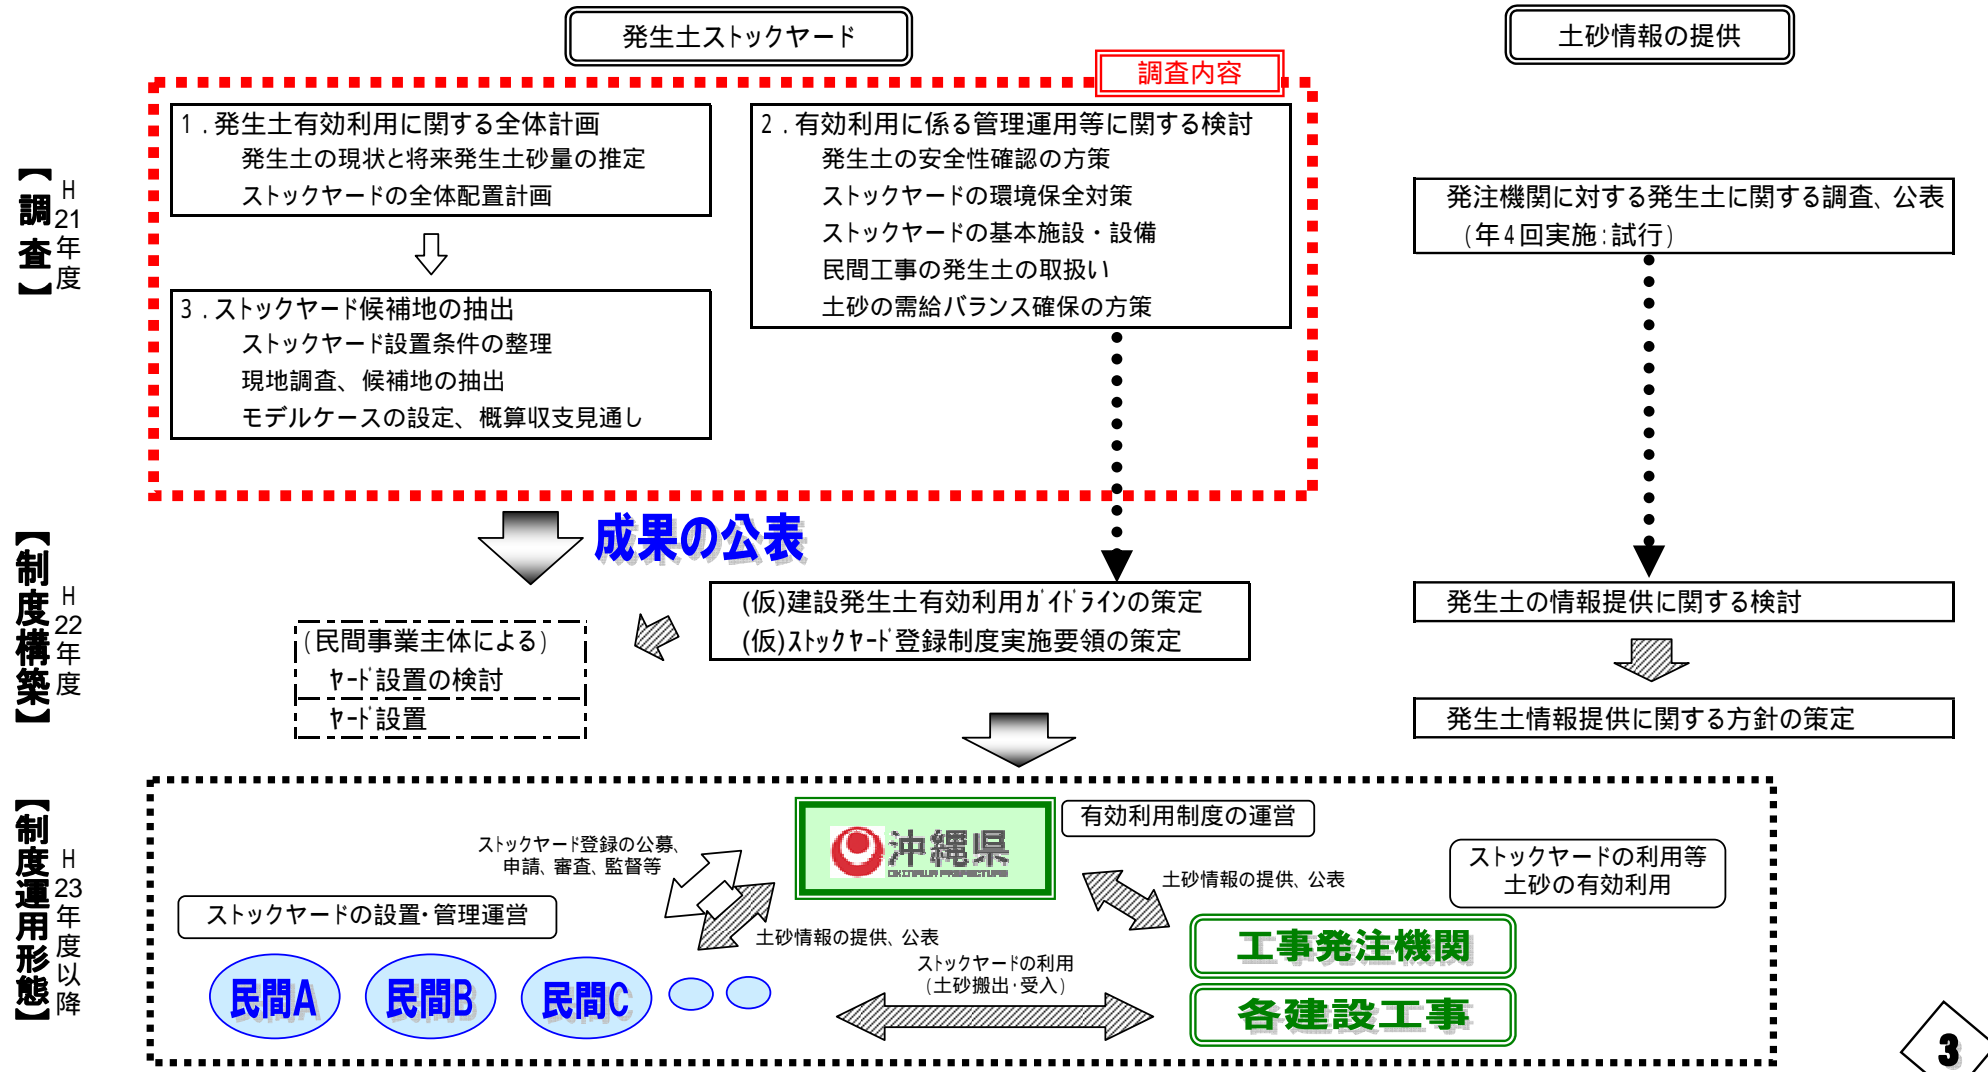 発生土ストックヤード
土砂情報の提供
調査内容
【調査】
H21年度
1.発生土有効利用に関する全体計画
発生土の現状と将来発生土砂量の推定
ストックヤードの全体配置計画
2.有効利用に係る管理運用等に関する検討
発生土の安全性確認の方策
ストックヤードの環境保全対策
ストックヤードの基本施設・設備
民間工事の発生土の取扱い
土砂の需給バランス確保の方策
3.ストックヤード候補地の抽出
ストックヤード設置条件の整理
現地調査、候補地の抽出
モデルケースの設定、概算収支見通し
発注機関に対する発生土に関する調査、公表
(年4回実施:試行)
成果の公表
【制度構築】
H22年度
(仮)建設発生土有効利用ガイドラインの策定
(仮)ストックヤード登録制度実施要領の策定
(民間事業主体による)
ヤード設置の検討
ヤード設置
発生土の情報提供に関する検討
発生土情報提供に関する方針の策定
【制度運用形態】
H23年度以降
沖縄県
OKINAWA PREFECTURE
有効利用制度の運営
ストックヤード登録の公募、
申請、審査、監督等
ストックヤードの利用等
土砂の有効利用
土砂情報の提供、公表
ストックヤードの設置・管理運営
土砂情報の提供、公表
工事発注機関
ストックヤードの利用
(土砂搬出・受入)
民間A
民間B
民間C
各建設工事
3